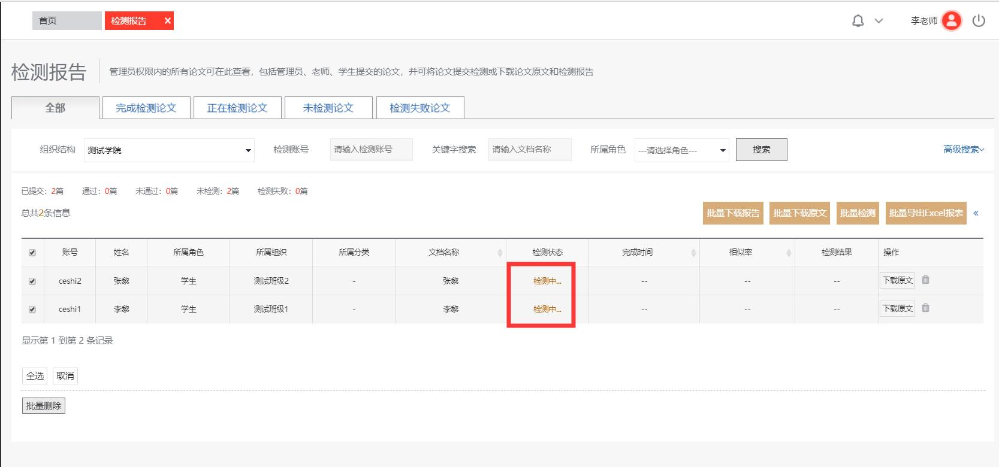 首页 检测报告 ×
李老师
检测报告 管理员权限内的所有论文可在此查看，包括管理员、老师、学生提交的论文，并可将论文提交检测或下载论文原文和检测报告
全部 完成检测论文 正在检测论文 未检测论文 检测失败论文
组织结构 测试学院 检测账号 请输入检测账号 关键字搜索 请输入文档名称 所属角色 ---请选择角色--- 搜索 高级搜索
已提交：2篇 通过：0篇 未通过：0篇 未检测：2篇 检测失败：0篇
总共2条信息 批量下载报告 批量下载原文 批量检测 批量导出Excel报表 «
账号 姓名 所属角色 所属组织 所属分类 文档名称 检测状态 完成时间 相似率 检测结果 操作
ceshi2 张黎 学生 测试班级2 - 张黎 检测中... -- -- -- 下载原文
ceshi1 李黎 学生 测试班级1 - 李黎 检测中... -- -- -- 下载原文
显示第 1 到第 2 条记录
全选 取消
批量删除